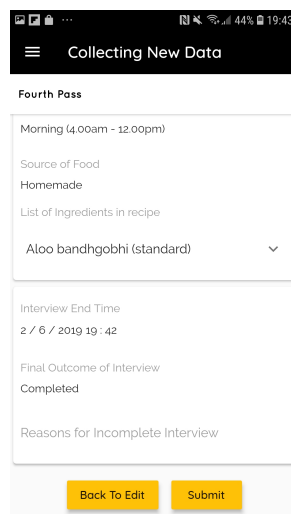 44% 19:43
Collecting New Data
Fourth Pass
Morning (4.00am - 12.00pm)
Source of Food
Homemade
List of Ingredients in recipe
Aloo bandhgobhi (standard)
Interview End Time
2 / 6 / 2019 19 : 42
Final Outcome of Interview
Completed
Reasons for Incomplete Interview
Back To Edit Submit